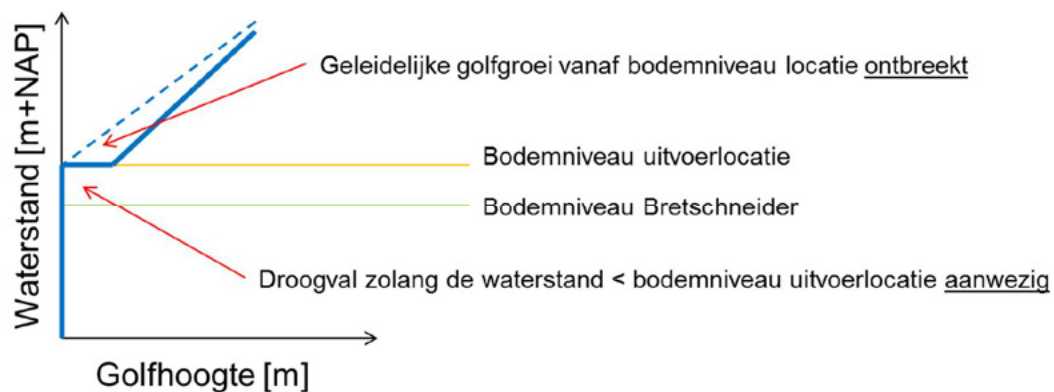 Waterstand [m+NAP]
Geleidelijke golfgroei vanaf bodemniveau locatie ontbreekt
Bodemniveau uitvoerlocatie
Bodemniveau Bretschneider
Droogval zolang de waterstand < bodemniveau uitvoerlocatie aanwezig
Golfhoogte [m]